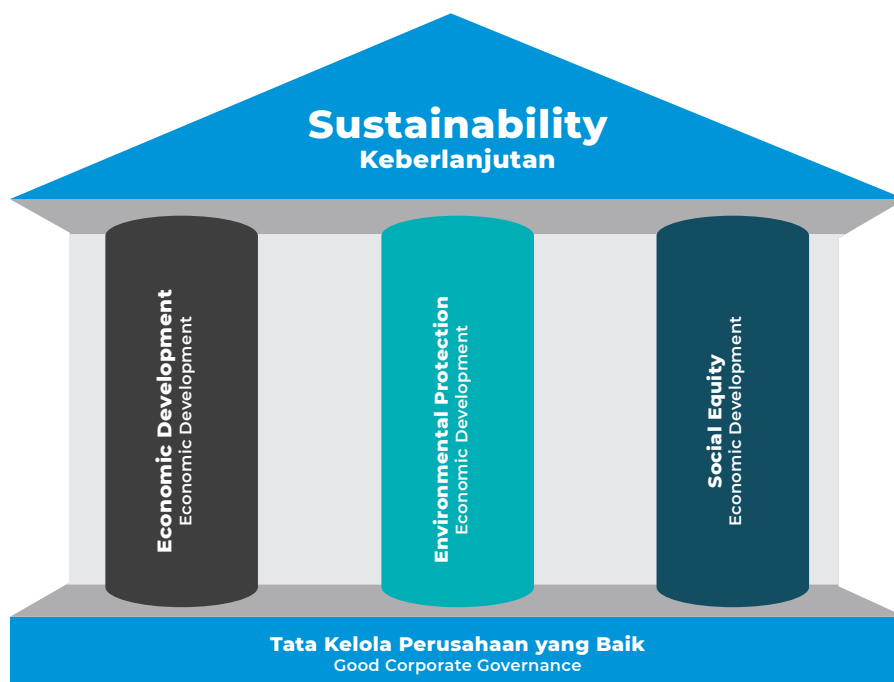 Sustainability
Keberlanjutan
Economic Development
Economic Development
Environmental Protection
Economic Development
Social Equity
Economic Development
Tata Kelola Perusahaan yang Baik
Good Corporate Governance